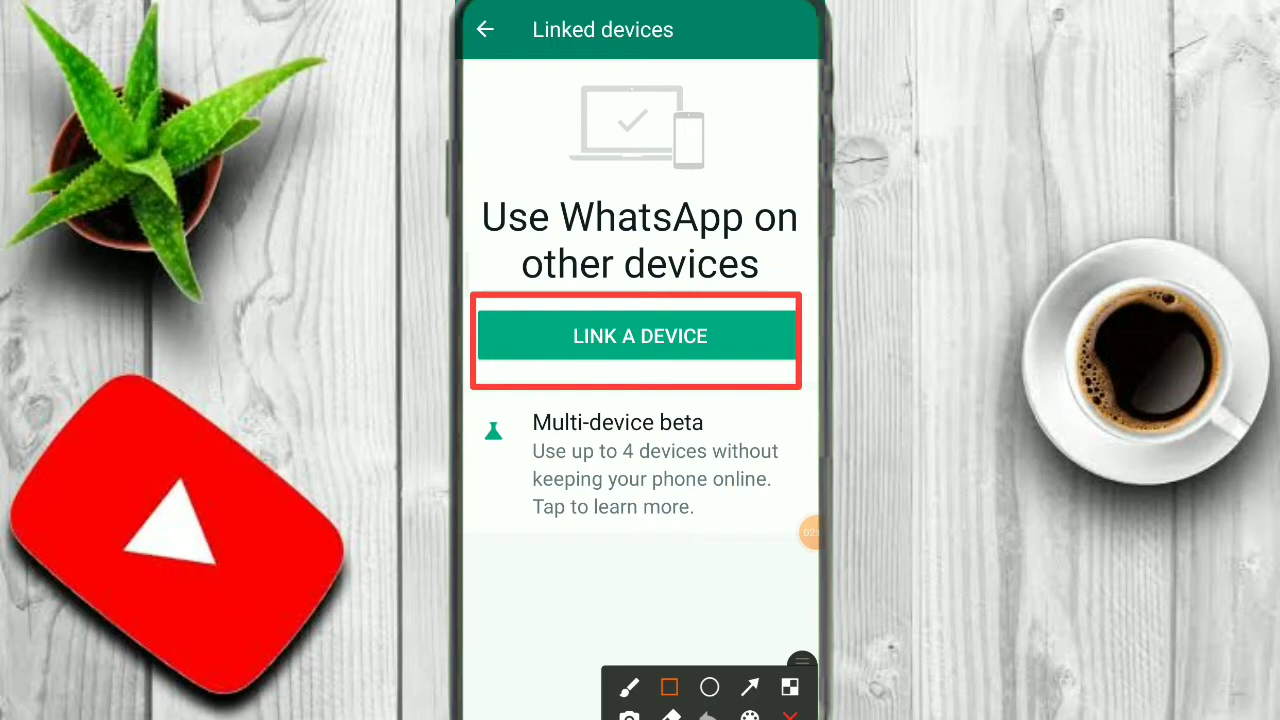 Linked devices
Use WhatsApp on
other devices
LINK A DEVICE
Multi-device beta
Use up to 4 devices without
keeping your phone online.
Tap to learn more.